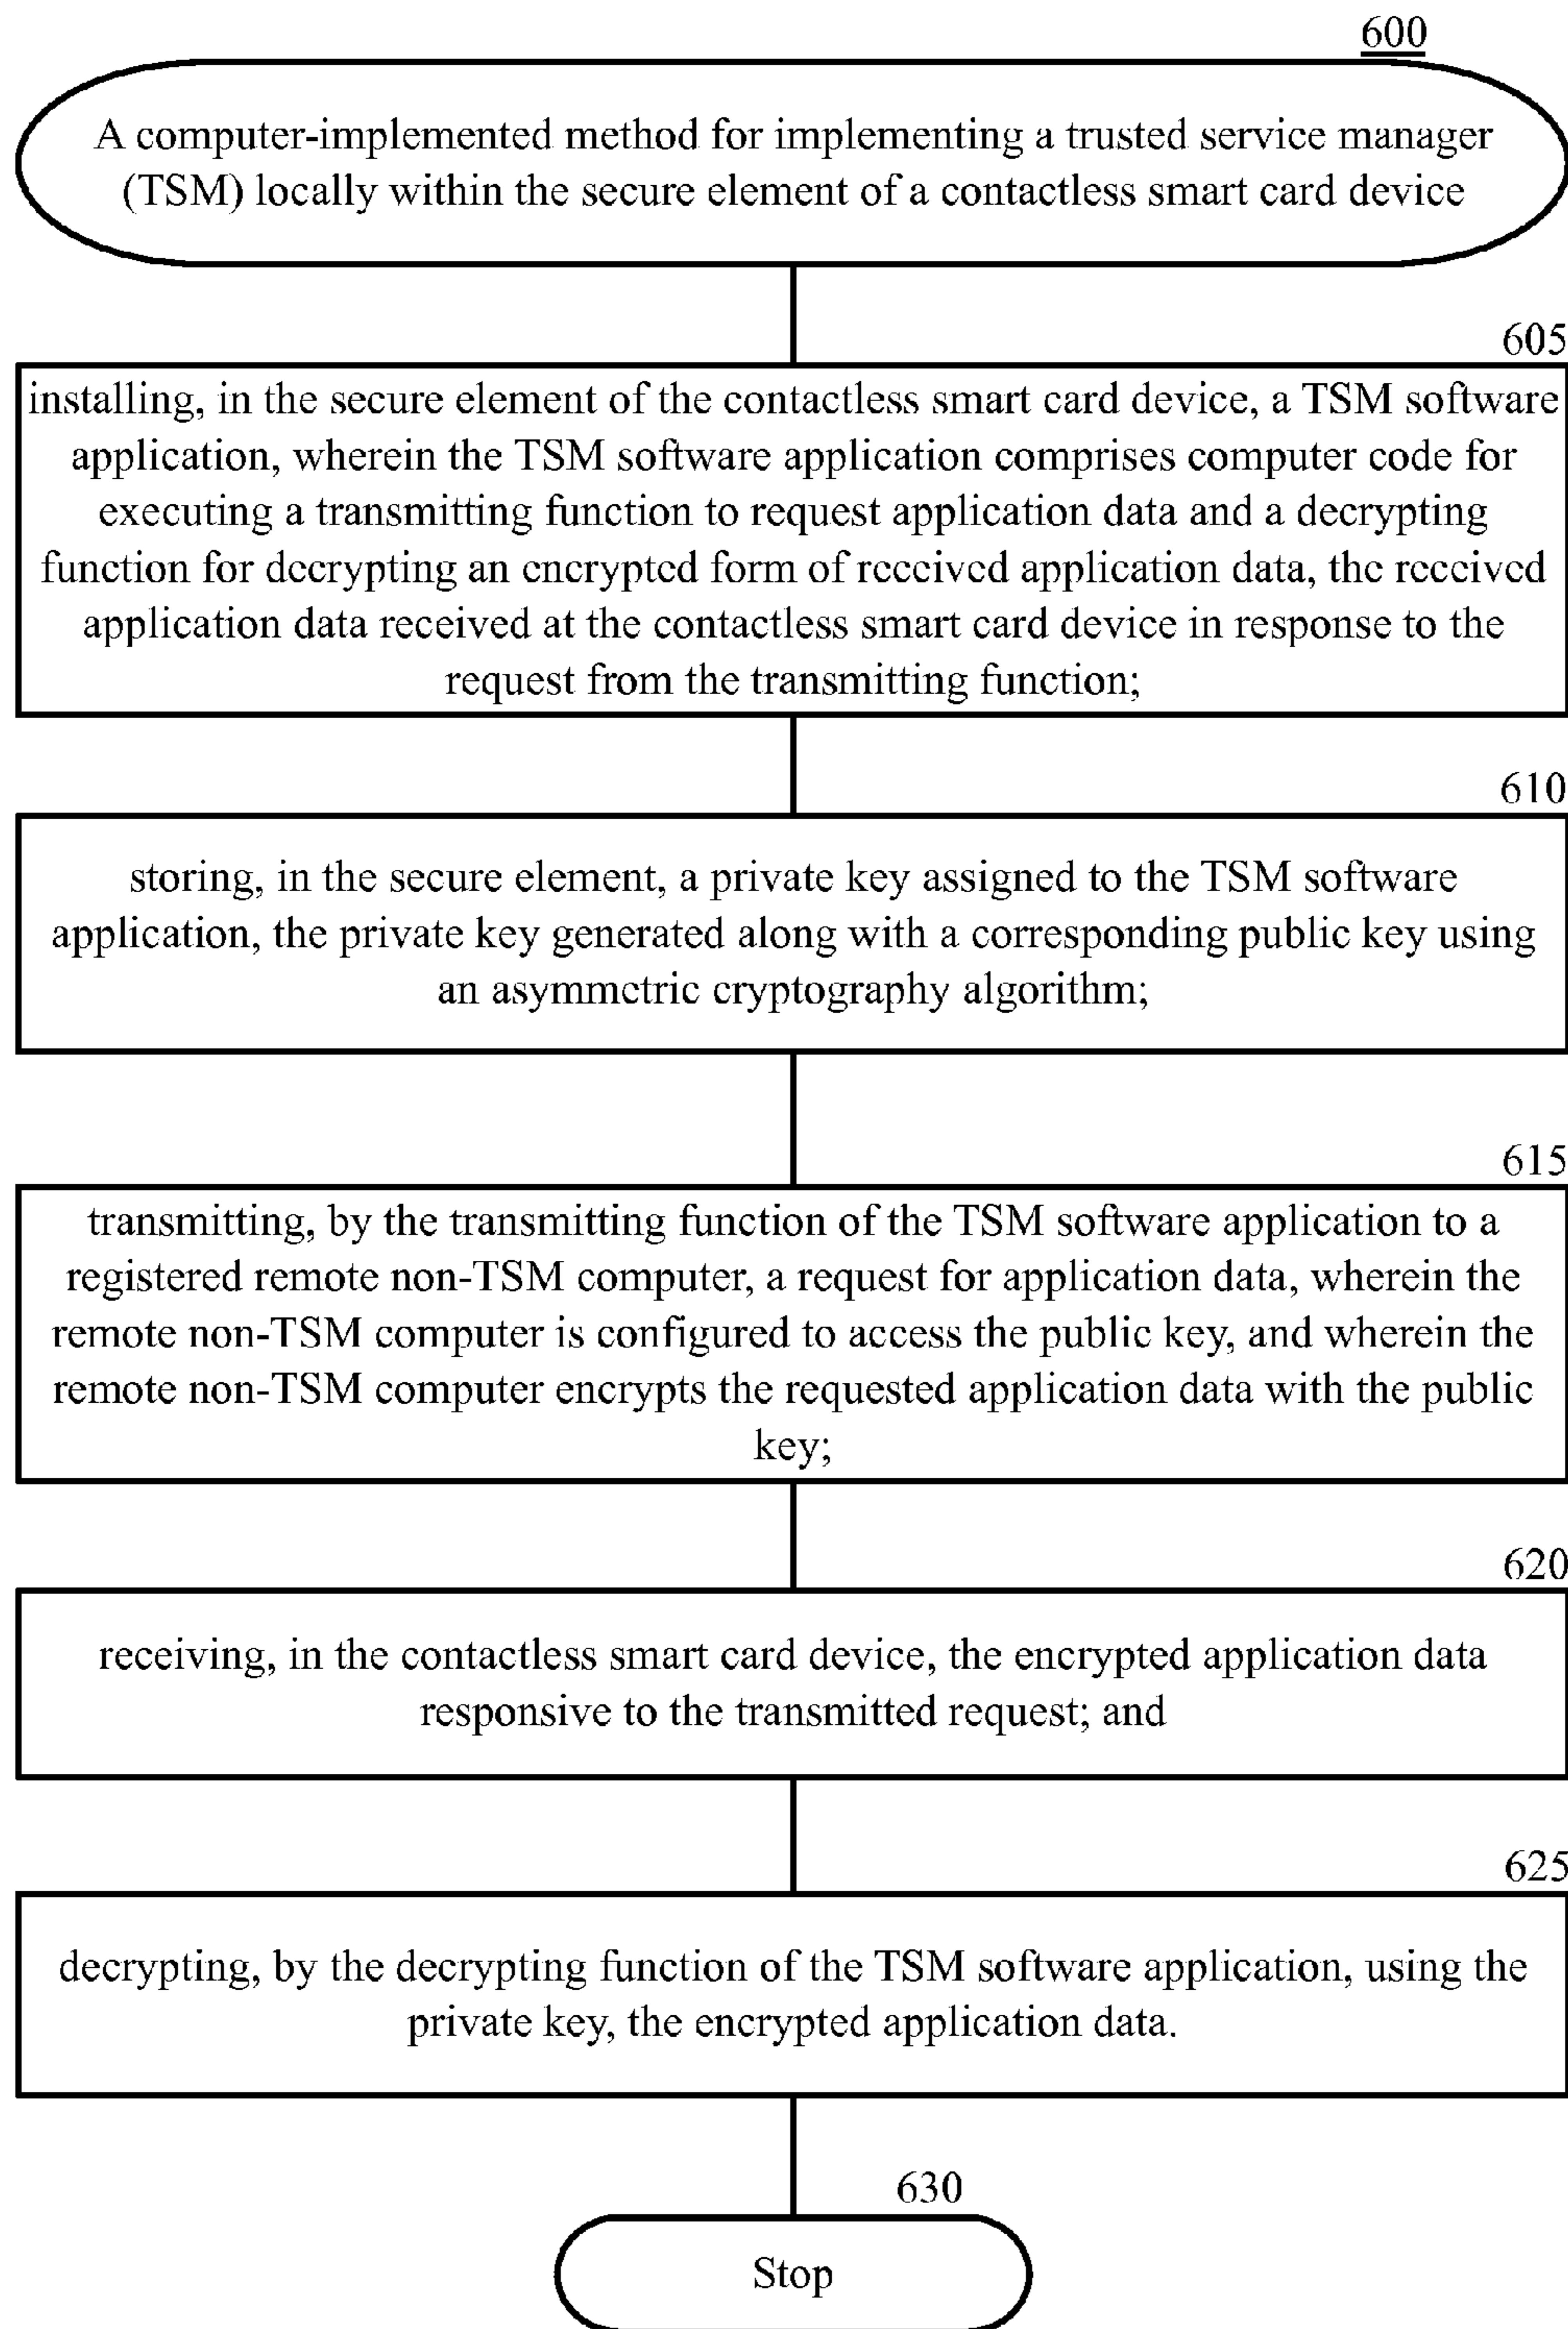 600
A computer-implemented method for implementing a trusted service manager
(TSM) locally within the secure element of a contactless smart card device
605
installing, in the secure element of the contactless smart card device, a TSM software
application, wherein the TSM software application comprises computer code for
executing a transmitting function to request application data and a decrypting
function for decrypting an encrypted form of received application data, the received
application data received at the contactless smart card device in response to the
request from the transmitting function;
610
storing, in the secure element, a private key assigned to the TSM software
application, the private key generated along with a corresponding public key using
an asymmetric cryptography algorithm;
615
transmitting, by the transmitting function of the TSM software application to a
registered remote non-TSM computer, a request for application data, wherein the
remote non-TSM computer is configured to access the public key, and wherein the
remote non-TSM computer encrypts the requested application data with the public
key;
620
receiving, in the contactless smart card device, the encrypted application data
responsive to the transmitted request; and
625
decrypting, by the decrypting function of the TSM software application, using the
private key, the encrypted application data.
630
Stop